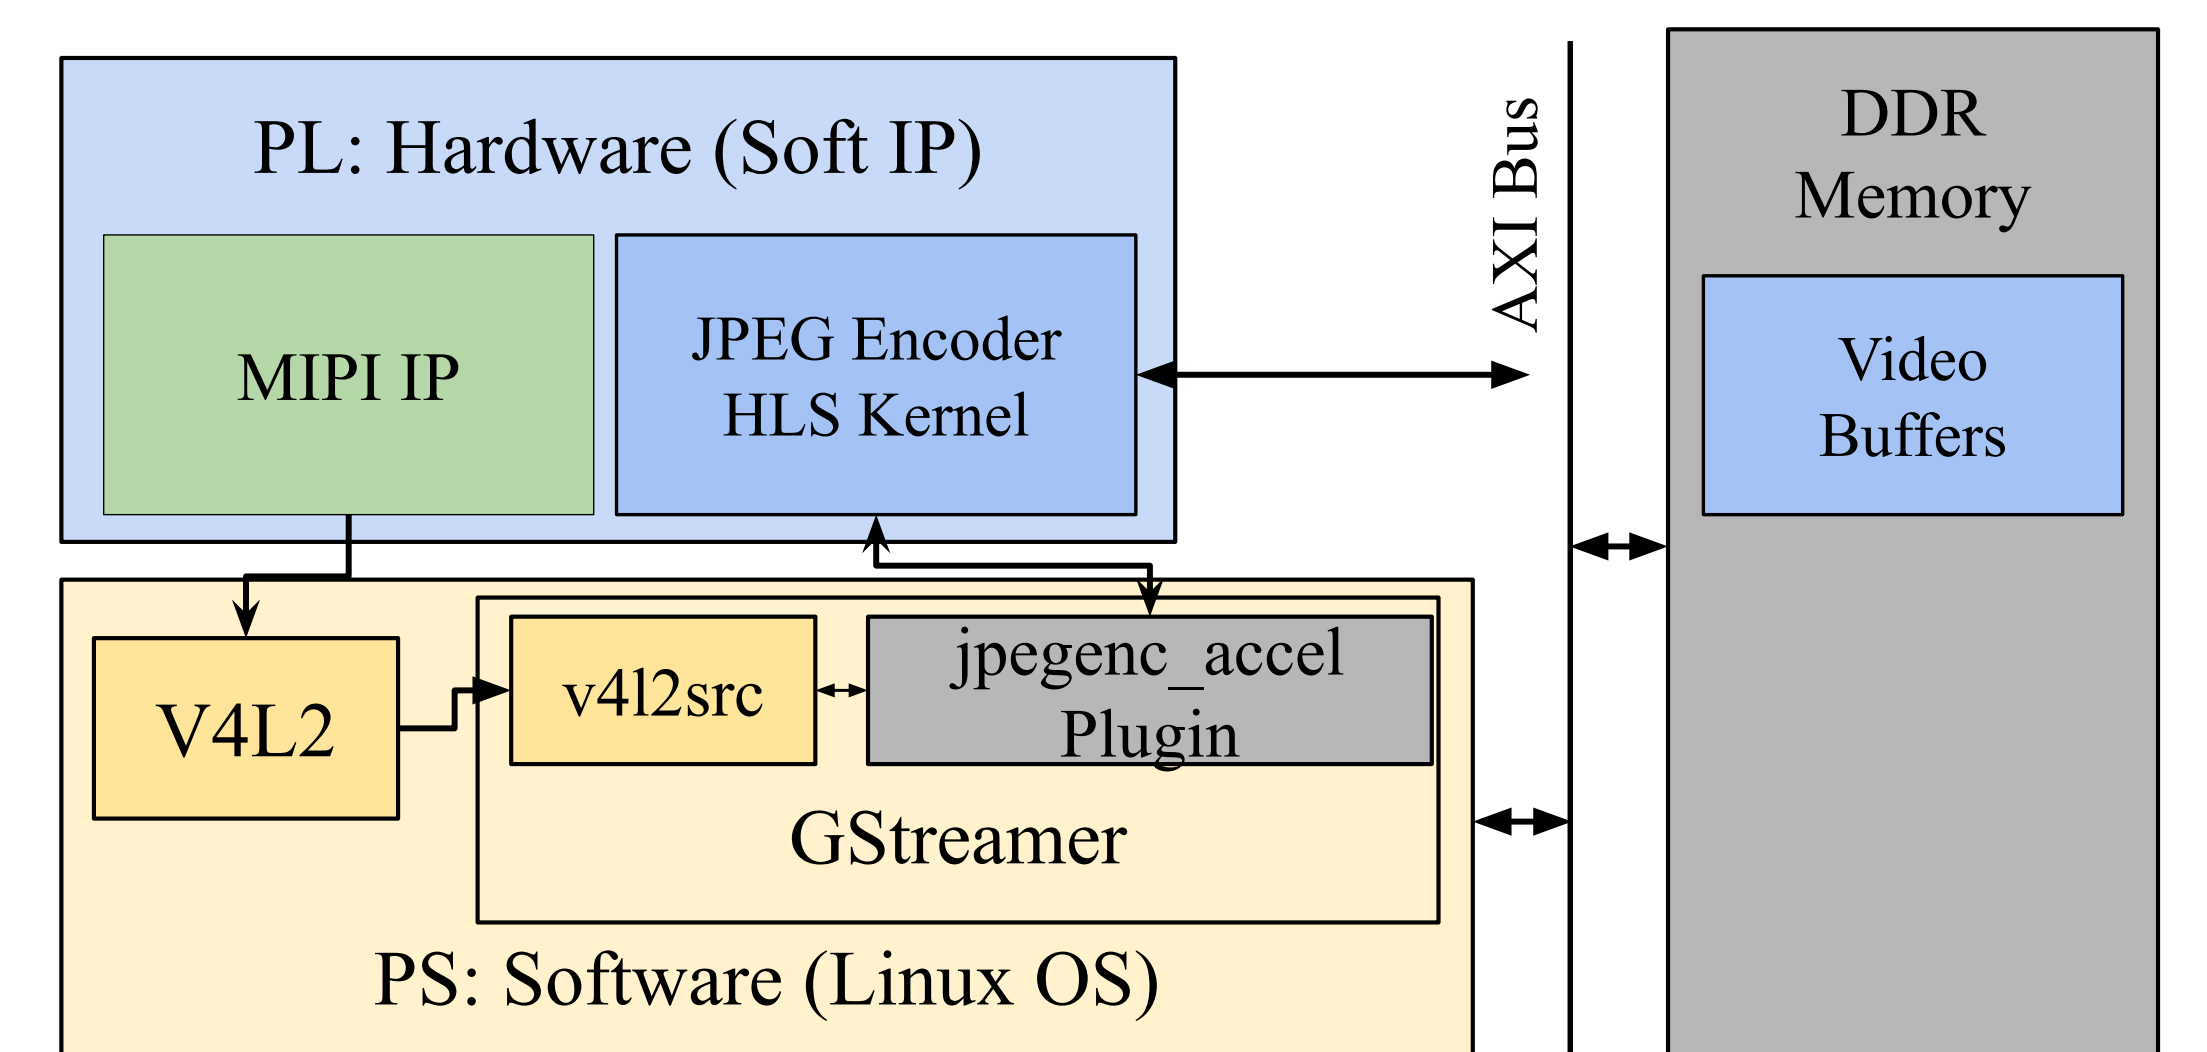 PL: Hardware (Soft IP)
MIPI IP
JPEG Encoder
HLS Kernel
AXI Bus
DDR
Memory
Video
Buffers
V4L2
v4l2src
jpegenc_accel
Plugin
GStreamer
PS: Software (Linux OS)